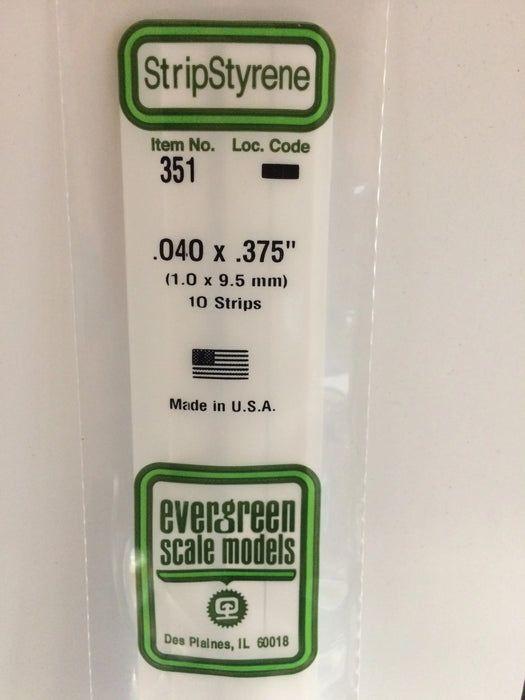 StripStyrene
Item No. Loc. Code
351
.040 x .375"
(1.0 x 9.5 mm)
10 Strips
Made in U.S.A.
evergreen
scale models
Des Plaines, IL 60018